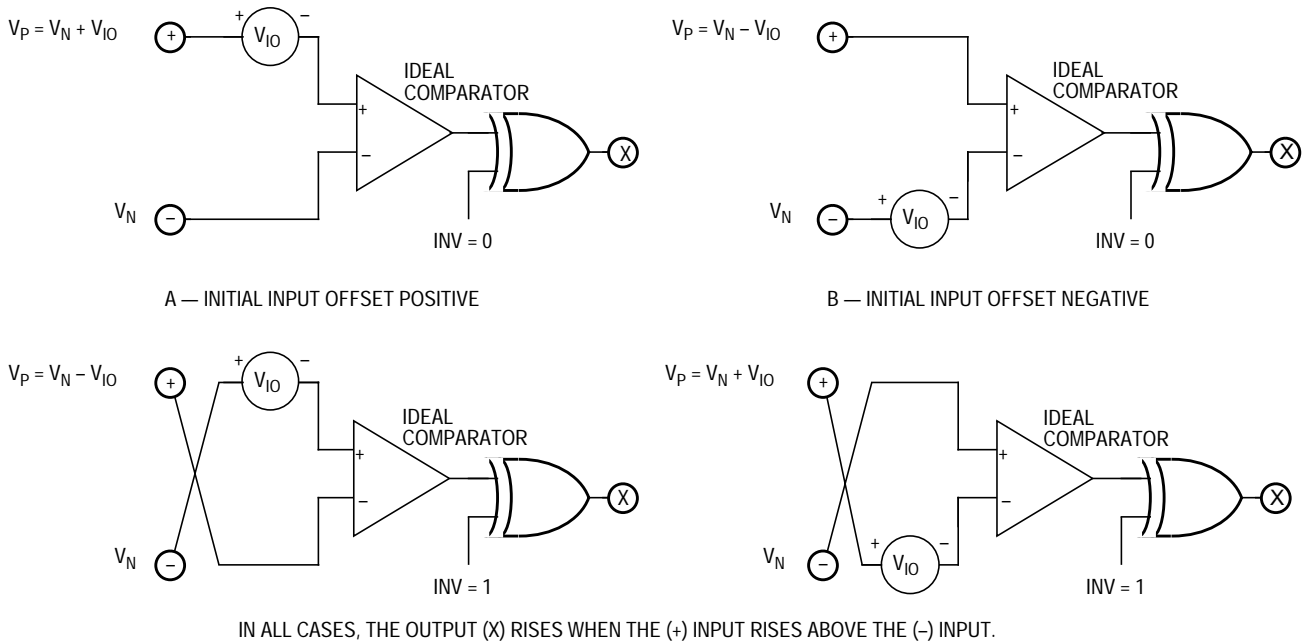 V_P = V_N + V_IO
+
+ –
V_IO
IDEAL
COMPARATOR
+
–
X
V_N
–
INV = 0
A — INITIAL INPUT OFFSET POSITIVE
V_P = V_N – V_IO
+
IDEAL
COMPARATOR
+
–
X
V_N
–
+ –
V_IO
INV = 0
B — INITIAL INPUT OFFSET NEGATIVE
V_P = V_N – V_IO
+
+ –
V_IO
IDEAL
COMPARATOR
+
–
X
V_N
–
INV = 1
V_P = V_N + V_IO
+
IDEAL
COMPARATOR
+
–
X
V_N
–
+ –
V_IO
INV = 1
IN ALL CASES, THE OUTPUT (X) RISES WHEN THE (+) INPUT RISES ABOVE THE (–) INPUT.